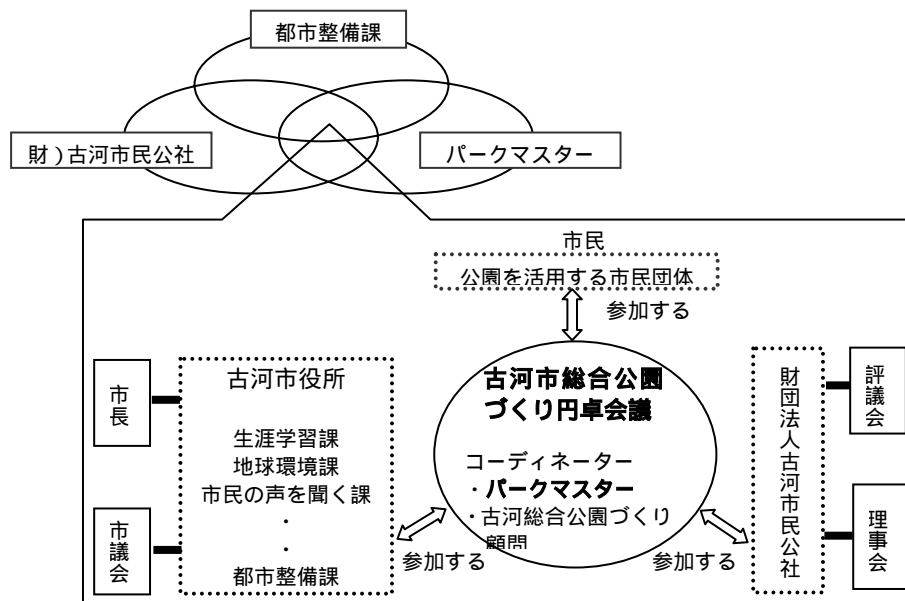 都市整備課
財）古河市民公社
パークマスター
市民
公園を活用する市民団体
参加する
市長
市議会
古河市役所
生涯学習課
地球環境課
市民の声を聞く課
・
・
都市整備課
参加する
古河市総合公園
づくり円卓会議
コーディネーター
・パークマスター
・古河総合公園づくり
顧問
参加する
財団法人古河市民公社
評議会
理事会